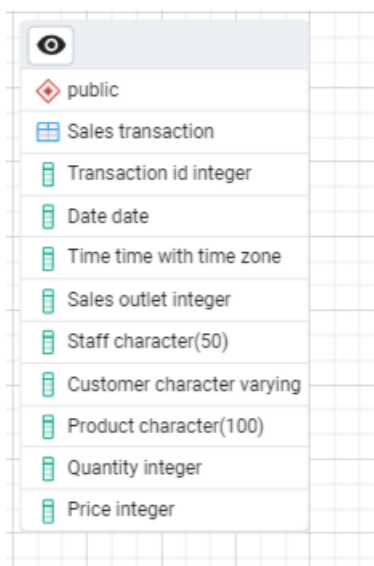 public
Sales transaction
Transaction id integer
Date date
Time time with time zone
Sales outlet integer
Staff character(50)
Customer character varying
Product character(100)
Quantity integer
Price integer